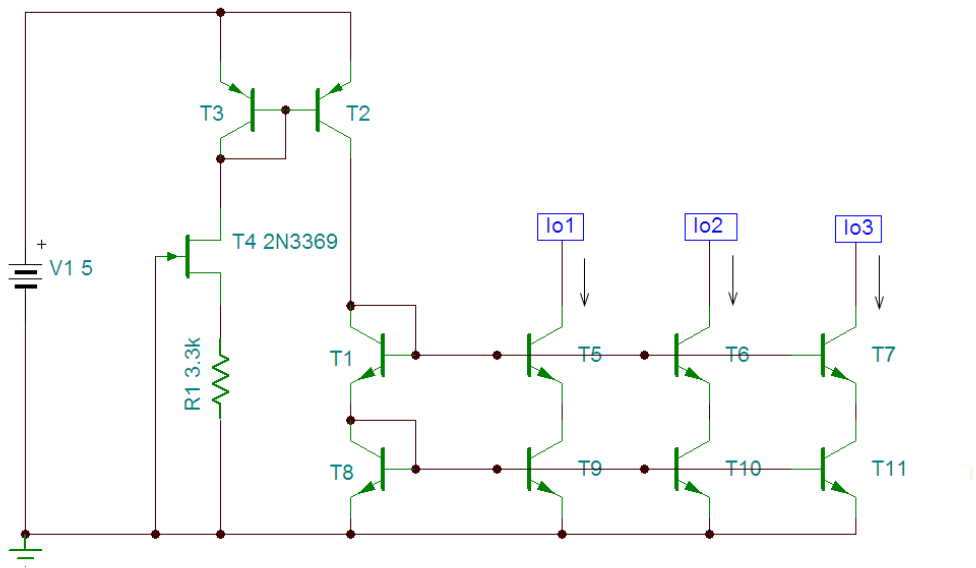 T3
T2
Io1
Io2
Io3
T4 2N3369
+
V1 5
R1 3.3k
T1
T5
T6
T7
T8
T9
T10
T11